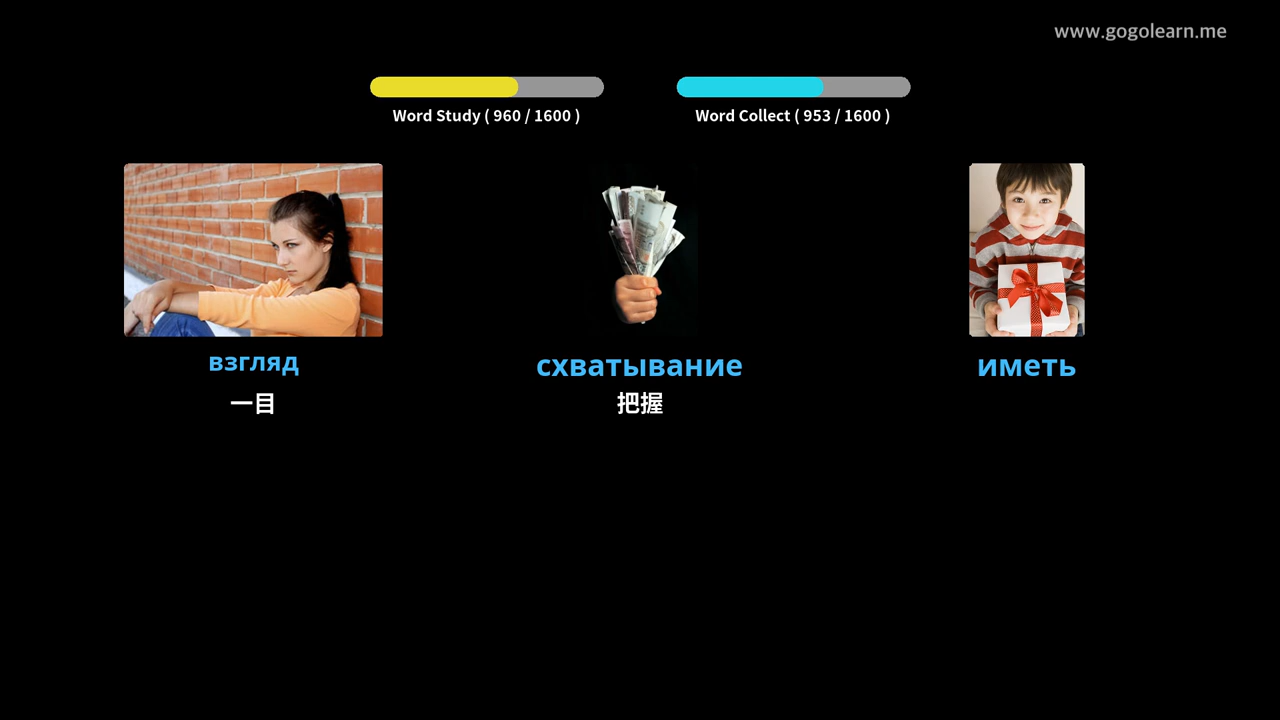 www.gogolearn.me
Word Study ( 960 / 1600 )
Word Collect ( 953 / 1600 )
взгляд
схватывание
иметь
一目
把握